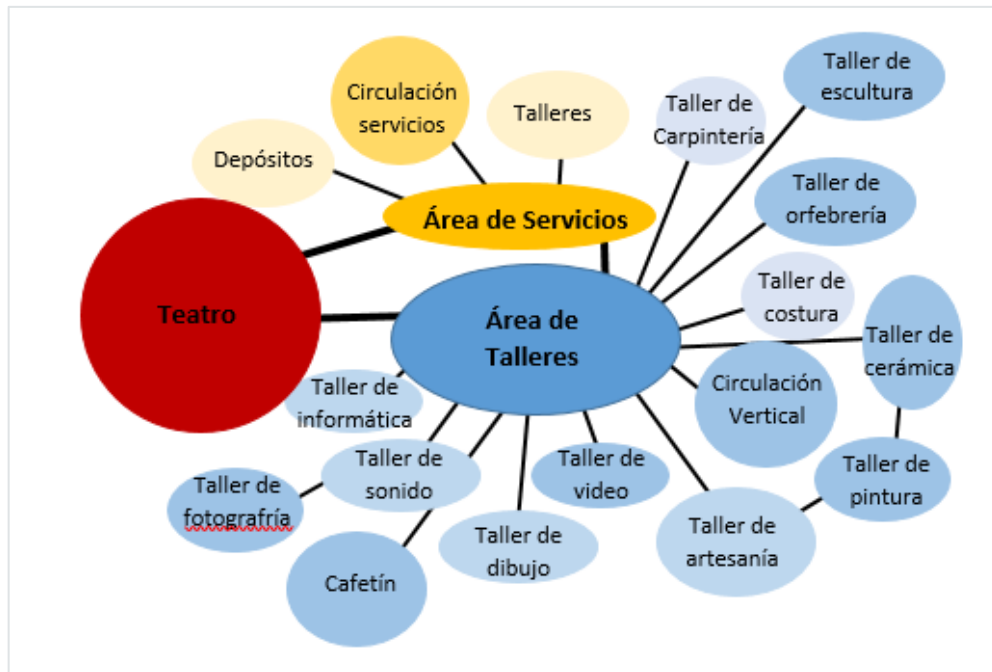 Taller de
escultura
Circulación
servicios
Talleres
Taller de
Carpintería
Depósitos
Taller de
orfebrería
Área de Servicios
Teatro
Área de
Talleres
Taller de
costura
Taller de
cerámica
Circulación
Vertical
Taller de
informática
Taller de
sonido
Taller de
video
Taller de
pintura
Taller de
fotografría
Taller de
dibujo
Taller de
artesanía
Cafetín